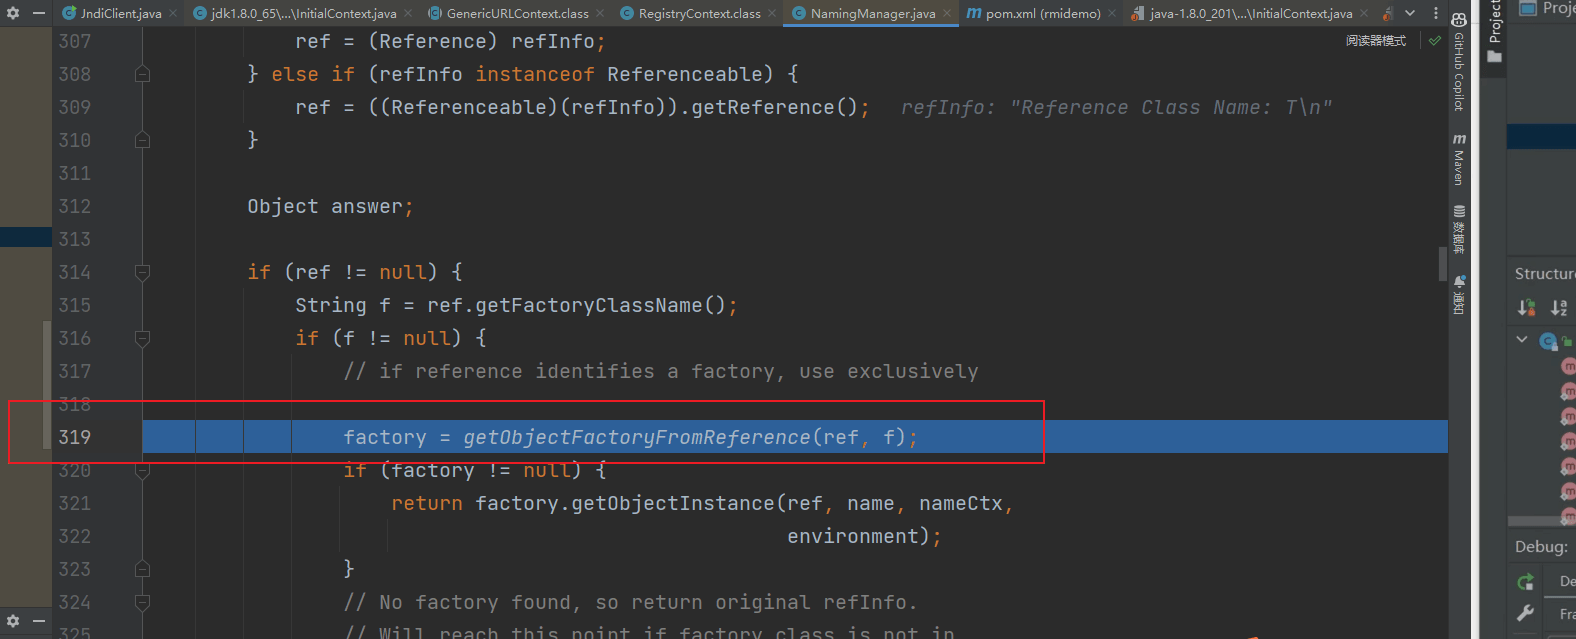 JndiClient.java
jdk1.8.0_65\...\InitialContext.java
GenericURLContext.class
RegistryContext.class
NamingManager.java
pom.xml (rmidemo)
java-1.8.0_201\...\InitialContext.java
阅读器模式
307 ref = (Reference) refInfo;
308 } else if (refInfo instanceof Referenceable) {
309 ref = ((Referenceable)(refInfo)).getReference(); refInfo: "Reference Class Name: T\n"
310 }
311
312 Object answer;
313
314 if (ref != null) {
315 String f = ref.getFactoryClassName();
316 if (f != null) {
317 // if reference identifies a factory, use exclusively
318
319 factory = getObjectFactoryFromReference(ref, f);
320 if (factory != null) {
321 return factory.getObjectInstance(ref, name, nameCtx,
322 environment);
323 }
324 // No factory found, so return original refInfo.
325 // Will reach this point if factory class is not in
GitHub Copilot
Maven
数据库
通知
Project
Proj
Structure
Debug:
De
Fra